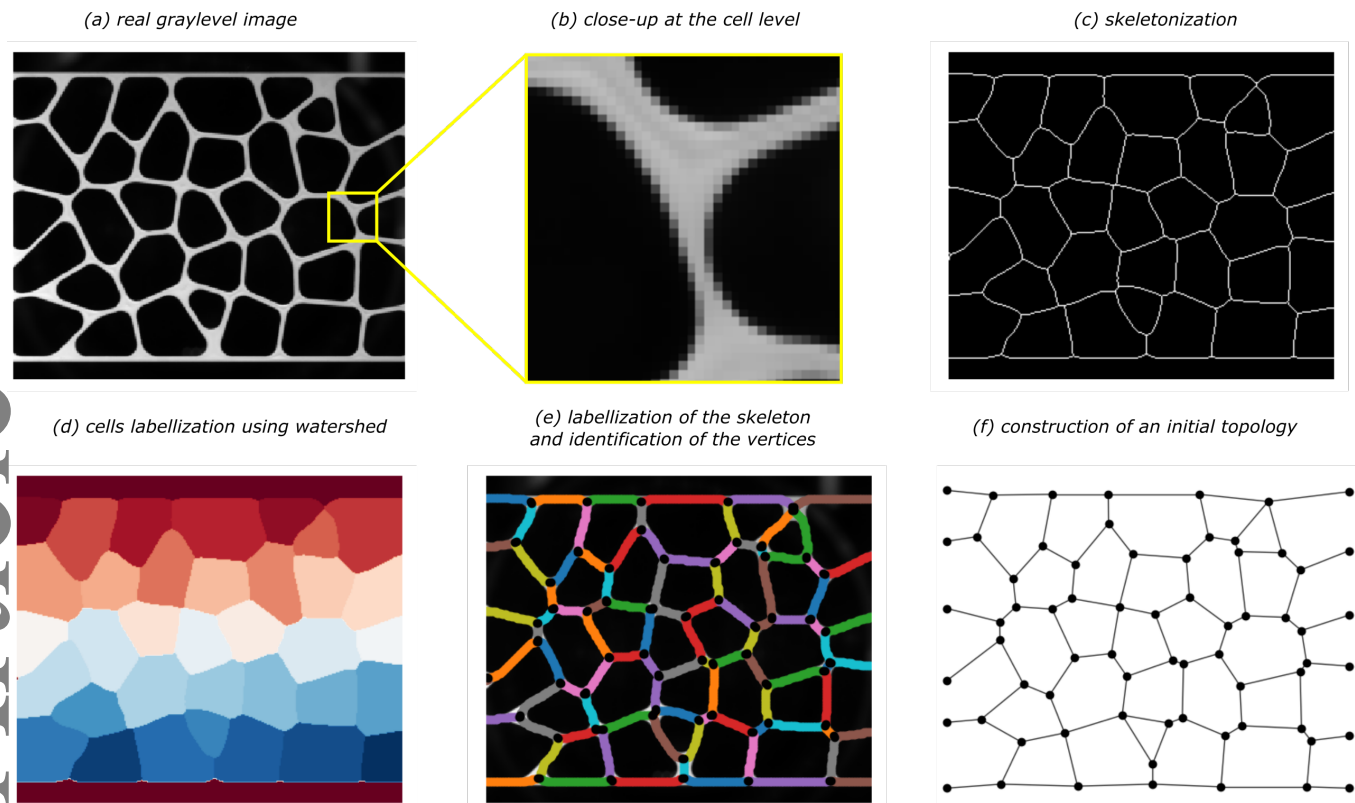 (a) real graylevel image
(b) close-up at the cell level
(c) skeletonization
(d) cells labellization using watershed
(e) labellization of the skeleton
and identification of the vertices
(f) construction of an initial topology